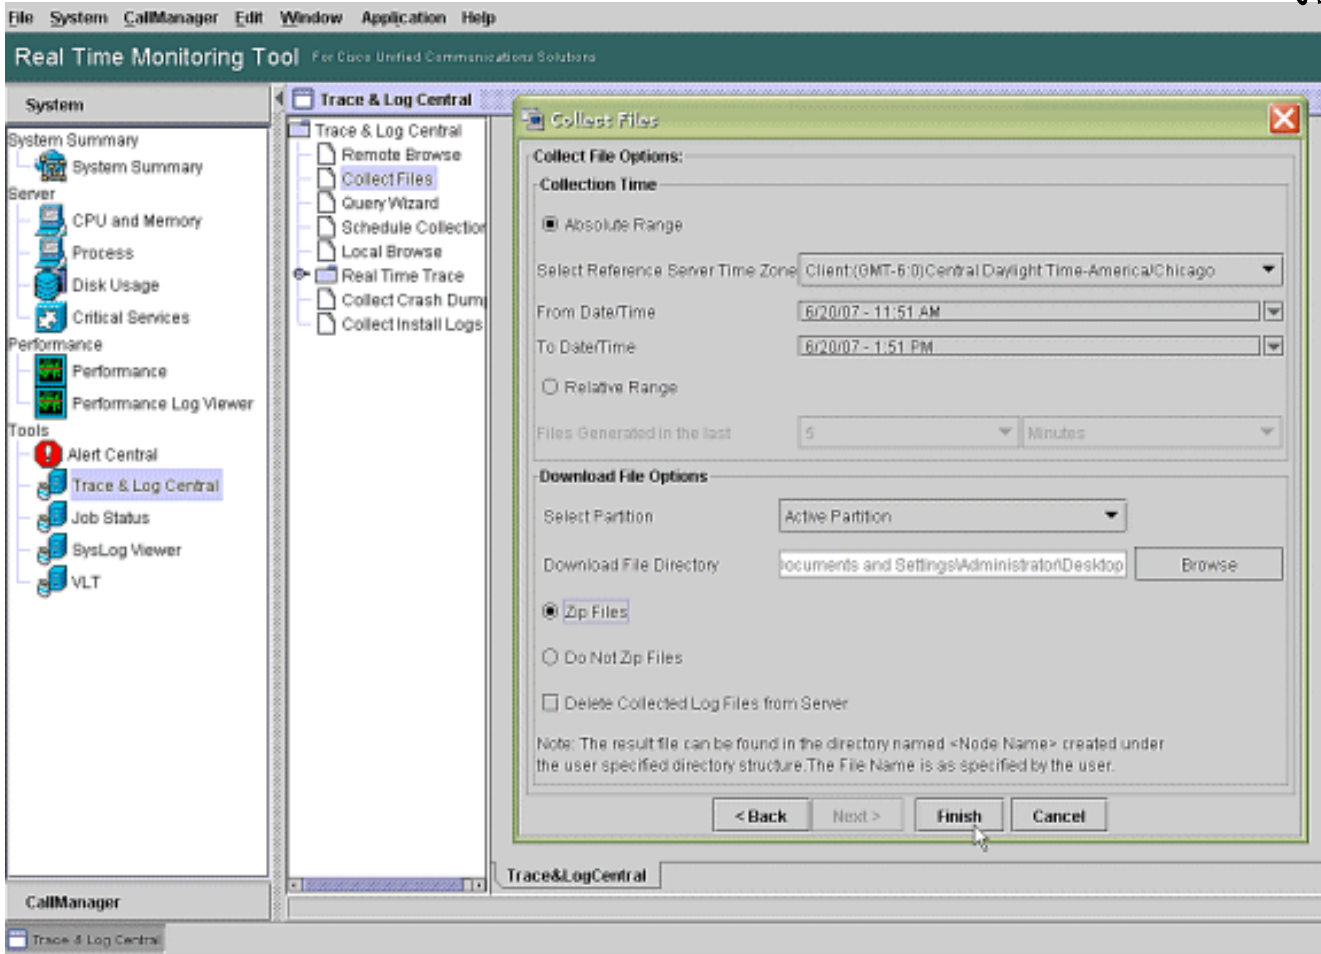 File System CallManager Edit Window Application Help
Real Time Monitoring Tool For Cisco Unified Communications Solutions
System
System Summary
System Summary
Server
CPU and Memory
Process
Disk Usage
Critical Services
Performance
Performance
Performance Log Viewer
Tools
Alert Central
Trace & Log Central
Job Status
SysLog Viewer
VLT
CallManager
Trace & Log Central
Trace & Log Central
Remote Browse
Collect Files
Query Wizard
Schedule Collection
Local Browse
Real Time Trace
Collect Crash Dump
Collect Install Logs
Collect Files
Collect File Options:
Collection Time
Absolute Range
Select Reference Server Time Zone Client:(GMT-6:0)Central Daylight Time-America/Chicago
From Date/Time 6/20/07 - 11:51 AM
To Date/Time 6/20/07 - 1:51 PM
Relative Range
Files Generated in the last 5 Minutes
Download File Options
Select Partition Active Partition
Download File Directory ocuments and Settings\Administrator\Desktop Browse
Zip Files
Do Not Zip Files
Delete Collected Log Files from Server
Note: The result file can be found in the directory named <Node Name> created under
the user specified directory structure.The File Name is as specified by the user.
< Back Next > Finish Cancel
Trace&LogCentral
Trace & Log Central